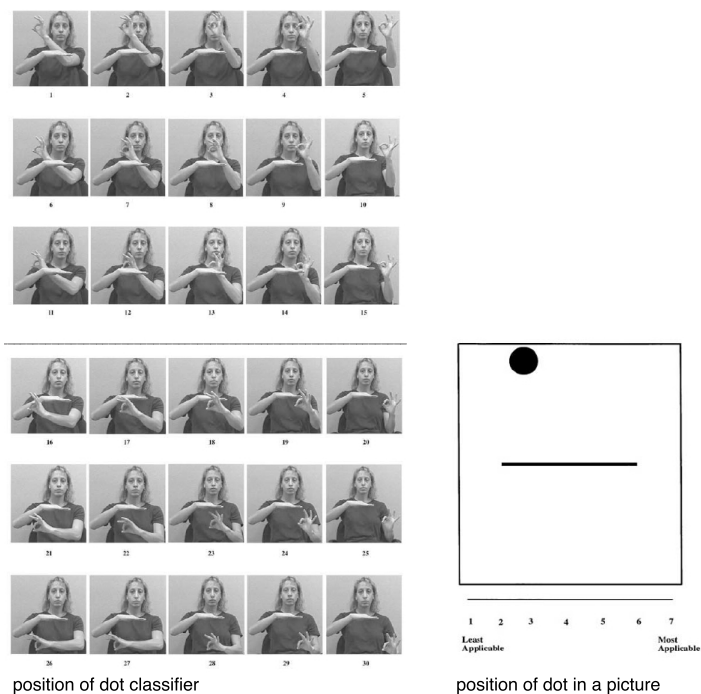 1 2 3 4 5
6 7 8 9 10
11 12 13 14 15
16 17 18 19 20
21 22 23 24 25
26 27 28 29 30
position of dot classifier
1 2 3 4 5 6 7
Least Most
Applicable Applicable
position of dot in a picture